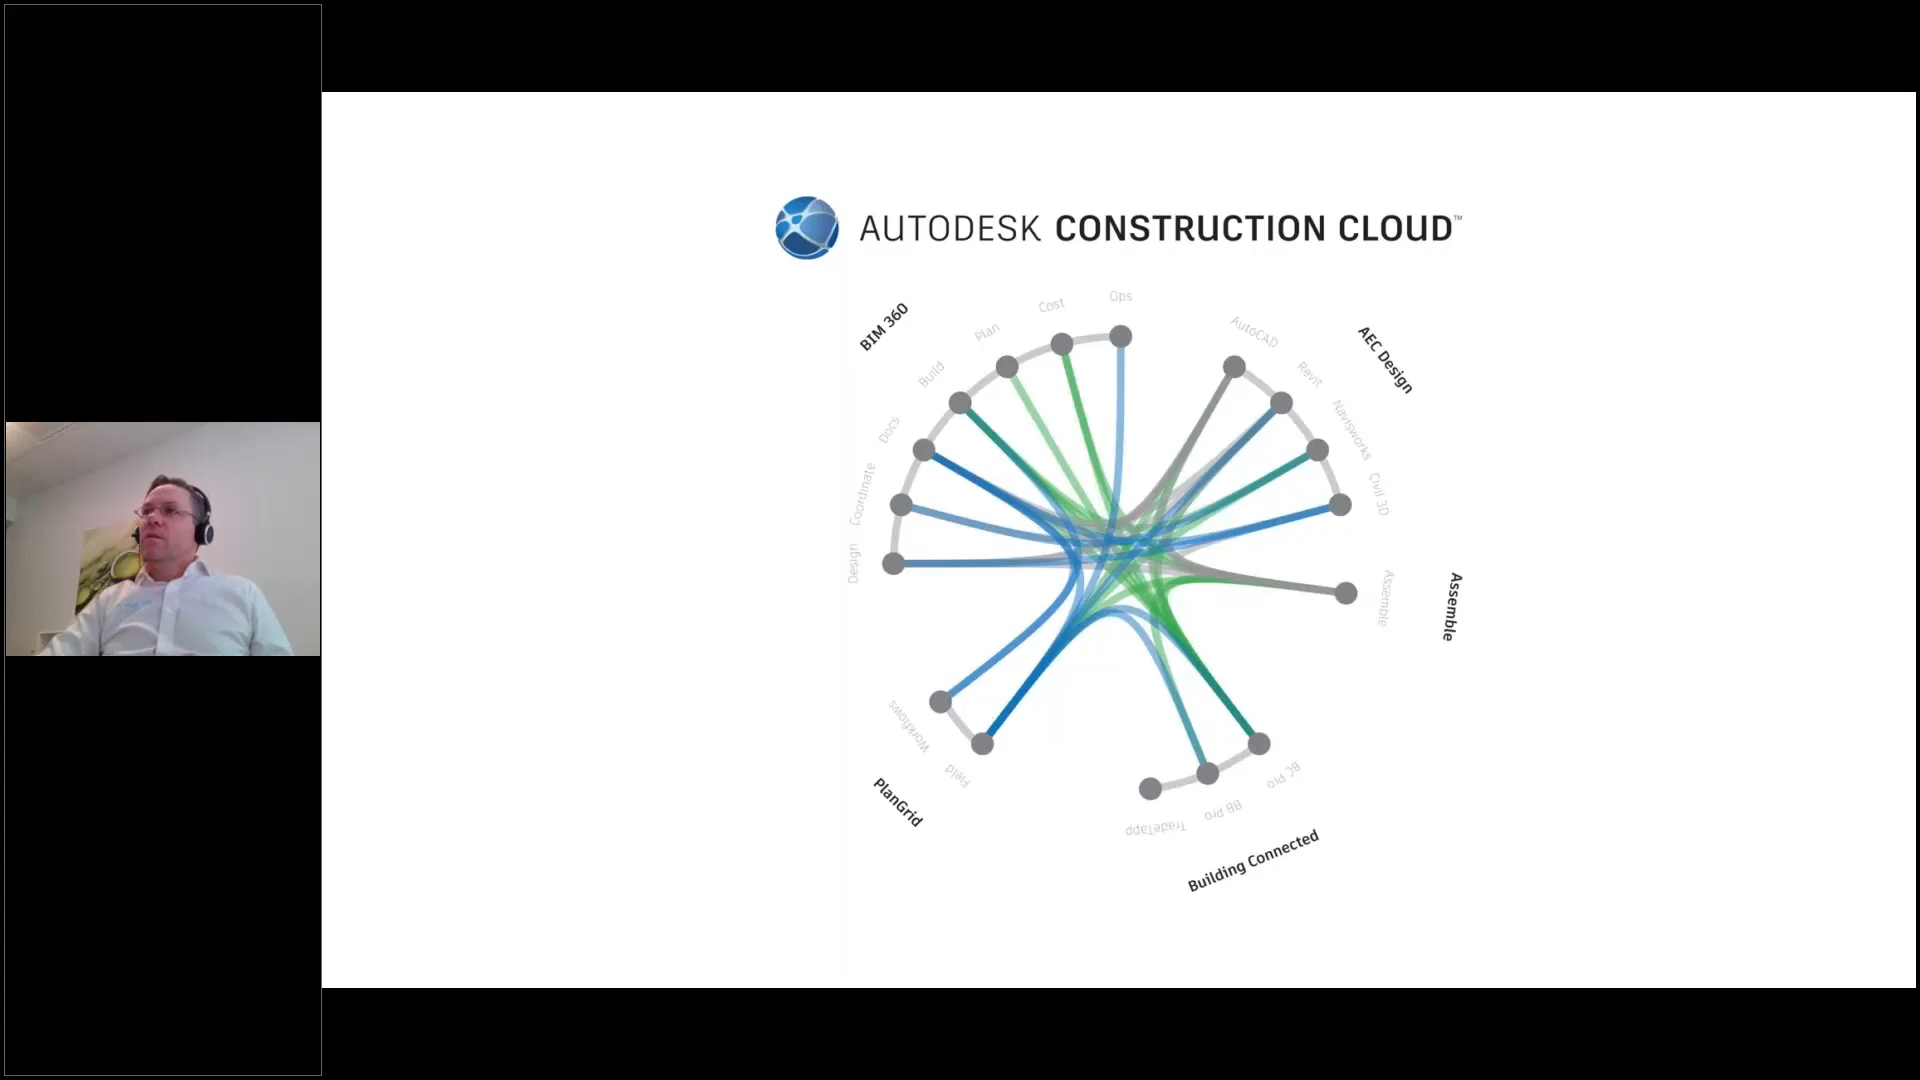 AUTODESK CONSTRUCTION CLOUD™
BIM 360
Design
Coordinate
Docs
Build
Plan
Cost
Ops
AEC Design
AutoCAD
Revit
Navisworks
Civil 3D
Assemble
Assemble
Building Connected
BC Pro
BB Pro
TradeTapp
PlanGrid
Field
Workflows